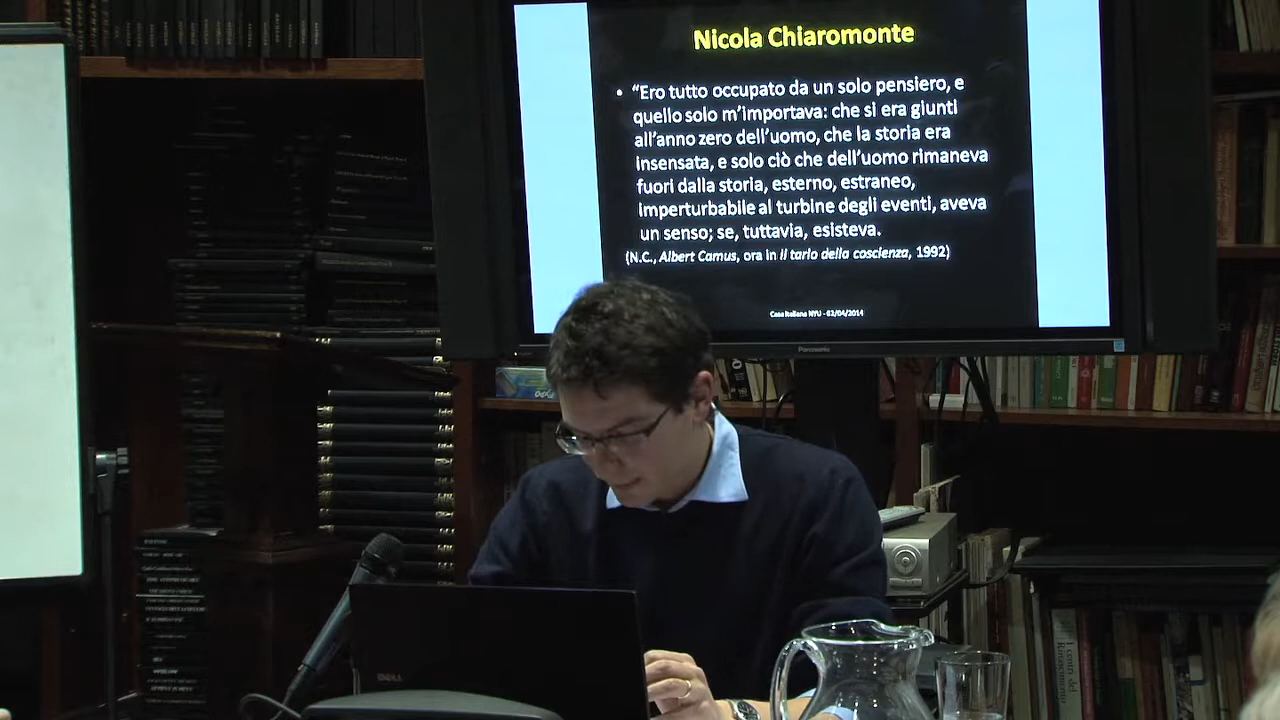 Nicola Chiaromonte
• “Ero tutto occupato da un solo pensiero, e
quello solo m’importava: che si era giunti
all’anno zero dell’uomo, che la storia era
insensata, e solo ciò che dell’uomo rimaneva
fuori dalla storia, esterno, estraneo,
imperturbabile al turbine degli eventi, aveva
un senso; se, tuttavia, esisteva.
(N.C., Albert Camus, ora in Il tarlo della coscienza, 1992)
Casa Italiana NYU - 02/04/2014
Panasonic